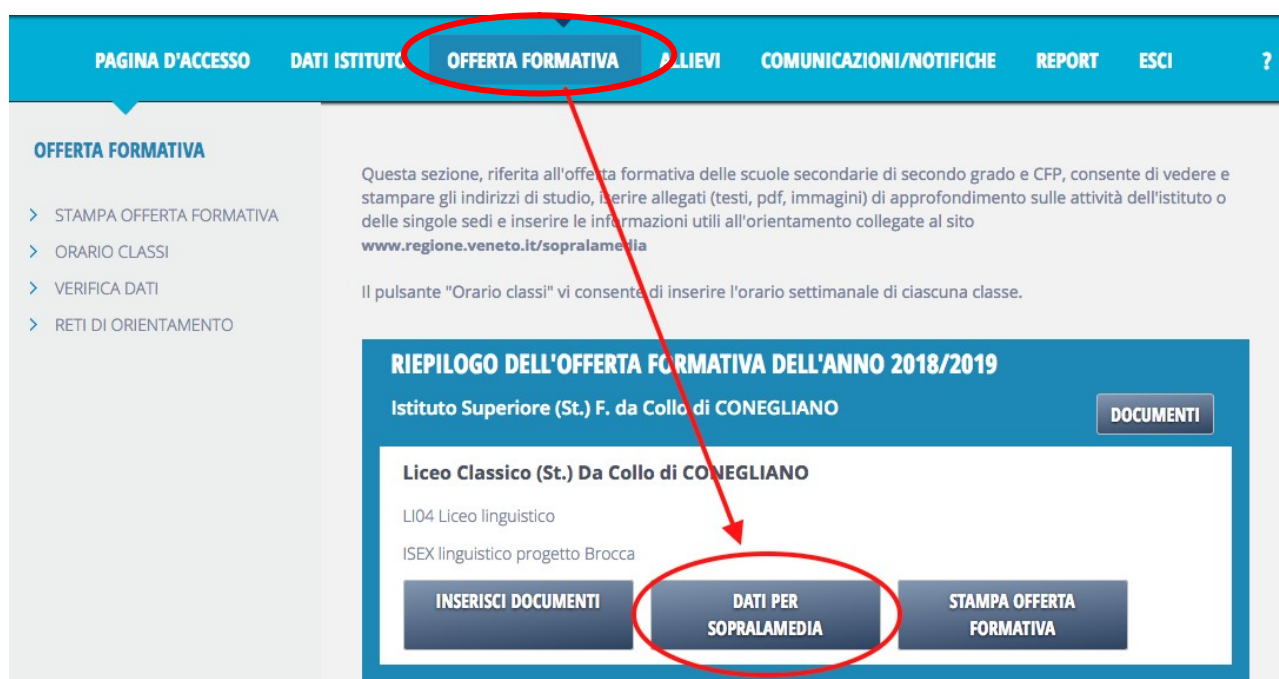 PAGINA D'ACCESSO DATI ISTITUTO OFFERTA FORMATIVA ALLIEVI COMUNICAZIONI/NOTIFICHE REPORT ESCI ?
OFFERTA FORMATIVA
> STAMPA OFFERTA FORMATIVA
> ORARIO CLASSI
> VERIFICA DATI
> RETI DI ORIENTAMENTO
Questa sezione, riferita all'offerta formativa delle scuole secondarie di secondo grado e CFP, consente di vedere e
stampare gli indirizzi di studio, iserire allegati (testi, pdf, immagini) di approfondimento sulle attività dell'istituto o
delle singole sedi e inserire le informazioni utili all'orientamento collegate al sito
www.regione.veneto.it/sopralamedia
Il pulsante "Orario classi" vi consente di inserire l'orario settimanale di ciascuna classe.
RIEPILOGO DELL'OFFERTA FORMATIVA DELL'ANNO 2018/2019
Istituto Superiore (St.) F. da Collo di CONEGLIANO
DOCUMENTI
Liceo Classico (St.) Da Collo di CONEGLIANO
LI04 Liceo linguistico
ISEX linguistico progetto Brocca
INSERISCI DOCUMENTI
DATI PER
SOPRALAMEDIA
STAMPA OFFERTA
FORMATIVA